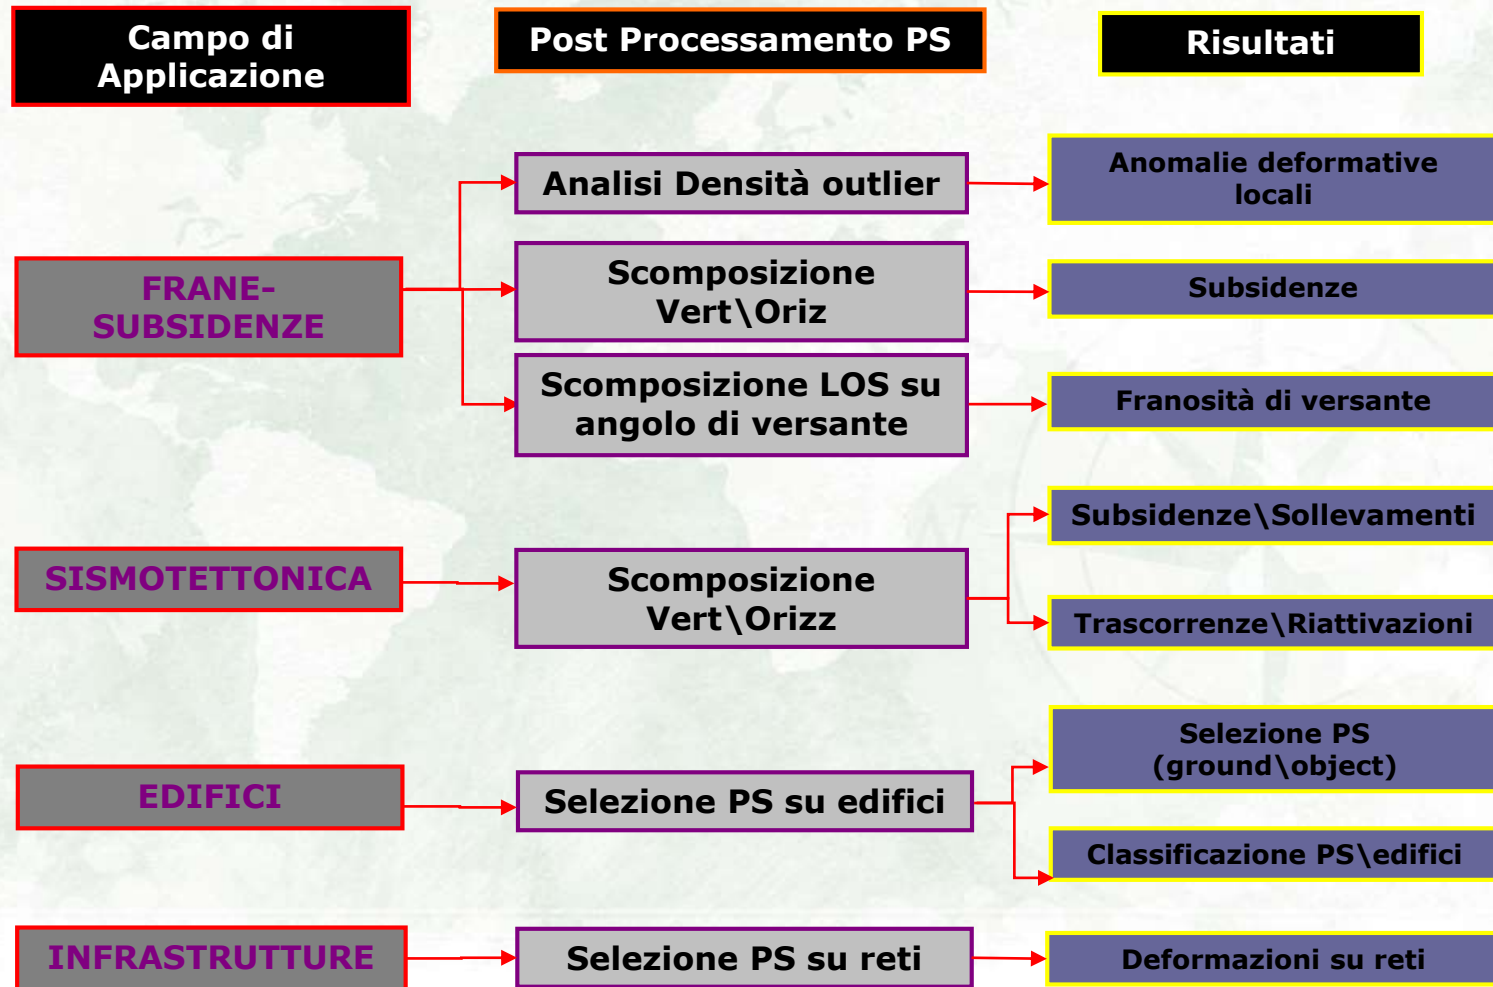 Campo di
Applicazione
Post Processamento PS
Risultati
FRANE-
SUBSIDENZE
Analisi Densità outlier
Anomalie deformative
locali
Scomposizione
Vert\Oriz
Subsidenze
Scomposizione LOS su
angolo di versante
Franosità di versante
SISMOTETTONICA
Scomposizione
Vert\Orizz
Subsidenze\Sollevamenti
Trascorrenze\Riattivazioni
EDIFICI
Selezione PS su edifici
Selezione PS
(ground\object)
Classificazione PS\edifici
INFRASTRUTTURE
Selezione PS su reti
Deformazioni su reti